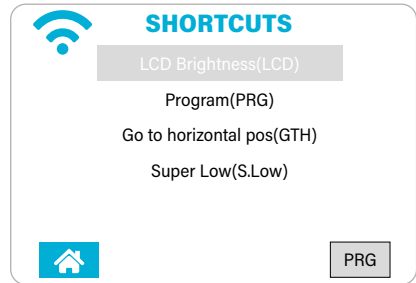 SHORTCUTS
LCD Brightness(LCD)
Program(PRG)
Go to horizontal pos(GTH)
Super Low(S.Low)
PRG